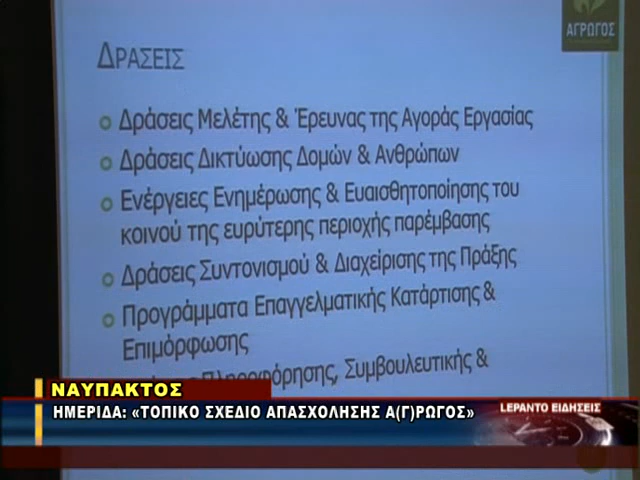 ΑΓΡΩΓΟΣ
ΔΡΑΣΕΙΣ
Δράσεις Μελέτης & Έρευνας της Αγοράς Εργασίας
Δράσεις Δικτύωσης Δομών & Ανθρώπων
Ενέργειες Ενημέρωσης & Ευαισθητοποίησης του
κοινού της ευρύτερης περιοχής παρέμβασης
Δράσεις Συντονισμού & Διαχείρισης της Πράξης
Προγράμματα Επαγγελματικής Κατάρτισης &
Επιμόρφωσης
Πληροφόρησης, Συμβουλευτικής &
ΝΑΥΠΑΚΤΟΣ
ΗΜΕΡΙΔΑ: «ΤΟΠΙΚΟ ΣΧΕΔΙΟ ΑΠΑΣΧΟΛΗΣΗΣ Α(Γ)ΡΩΓΟΣ»
LEPANTO ΕΙΔΗΣΕΙΣ